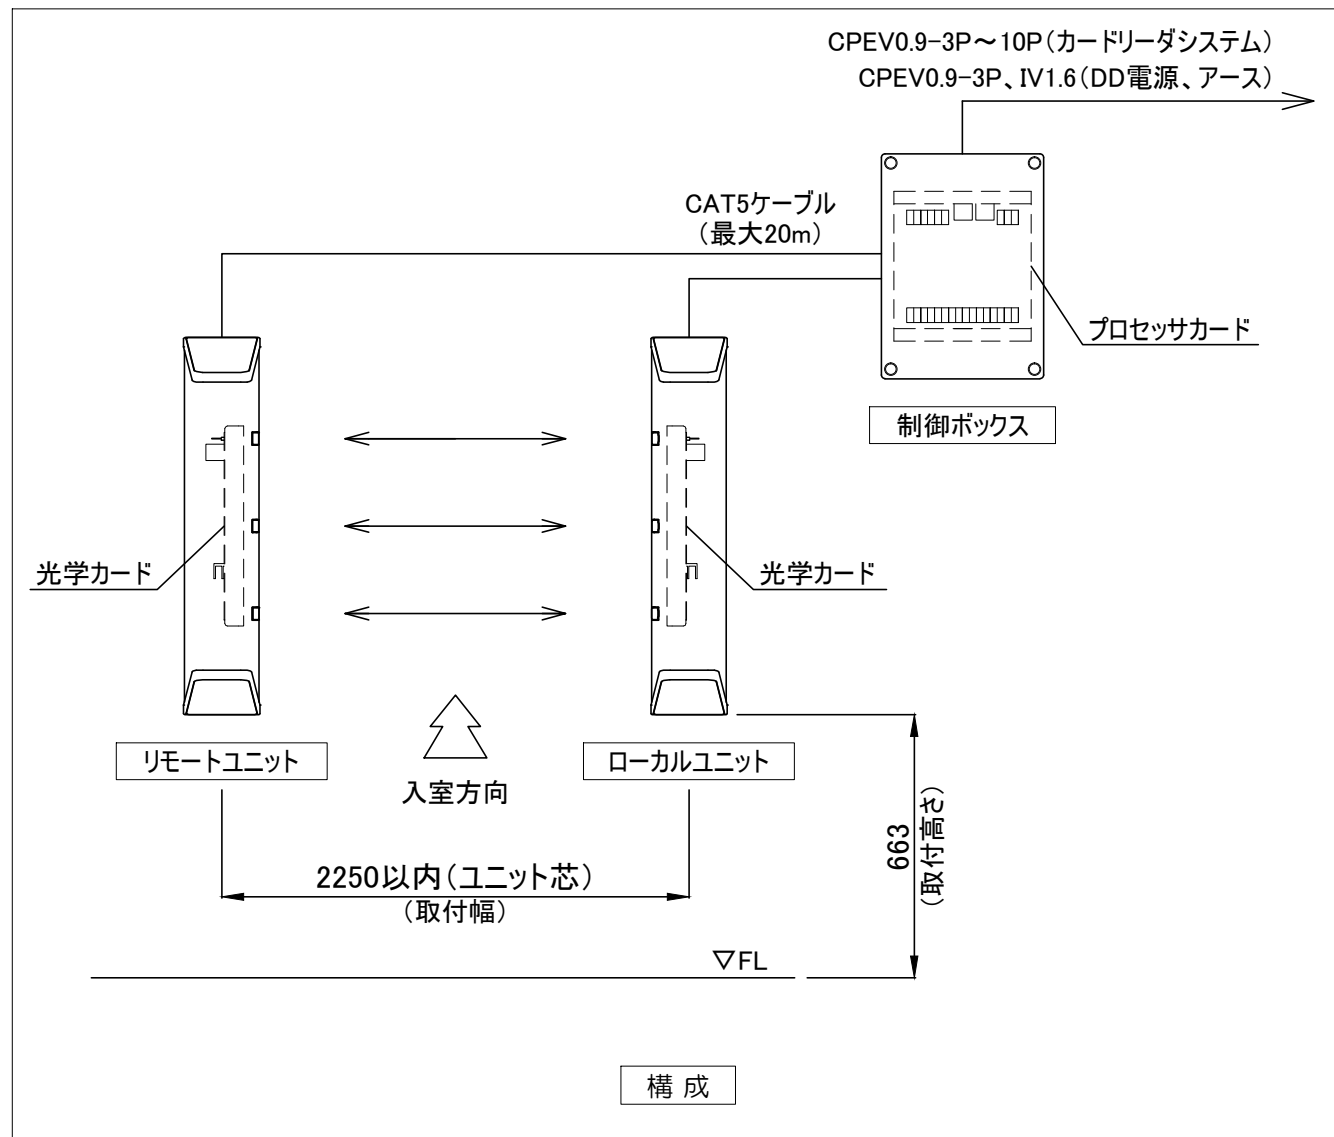 CPEV0.9-3P～10P（カードリーダシステム）
CPEV0.9-3P、IV1.6（DD電源、アース）
CAT5ケーブル
（最大20m）
プロセッサカード
制御ボックス
光学カード
光学カード
リモートユニット
ローカルユニット
入室方向
663
（取付高さ）
2250以内（ユニット芯）
（取付幅）
▽FL
構 成